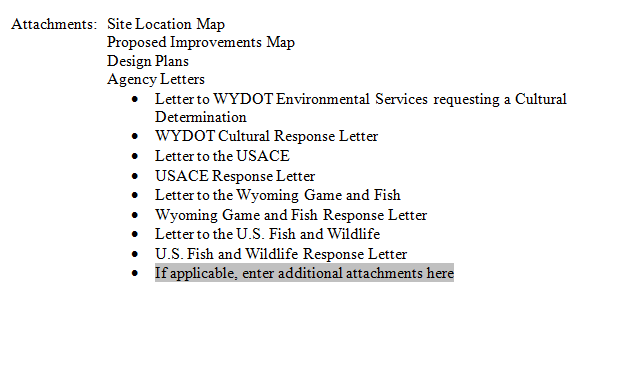 Attachments: Site Location Map
Proposed Improvements Map
Design Plans
Agency Letters
• Letter to WYDOT Environmental Services requesting a Cultural
Determination
• WYDOT Cultural Response Letter
• Letter to the USACE
• USACE Response Letter
• Letter to the Wyoming Game and Fish
• Wyoming Game and Fish Response Letter
• Letter to the U.S. Fish and Wildlife
• U.S. Fish and Wildlife Response Letter
• If applicable, enter additional attachments here